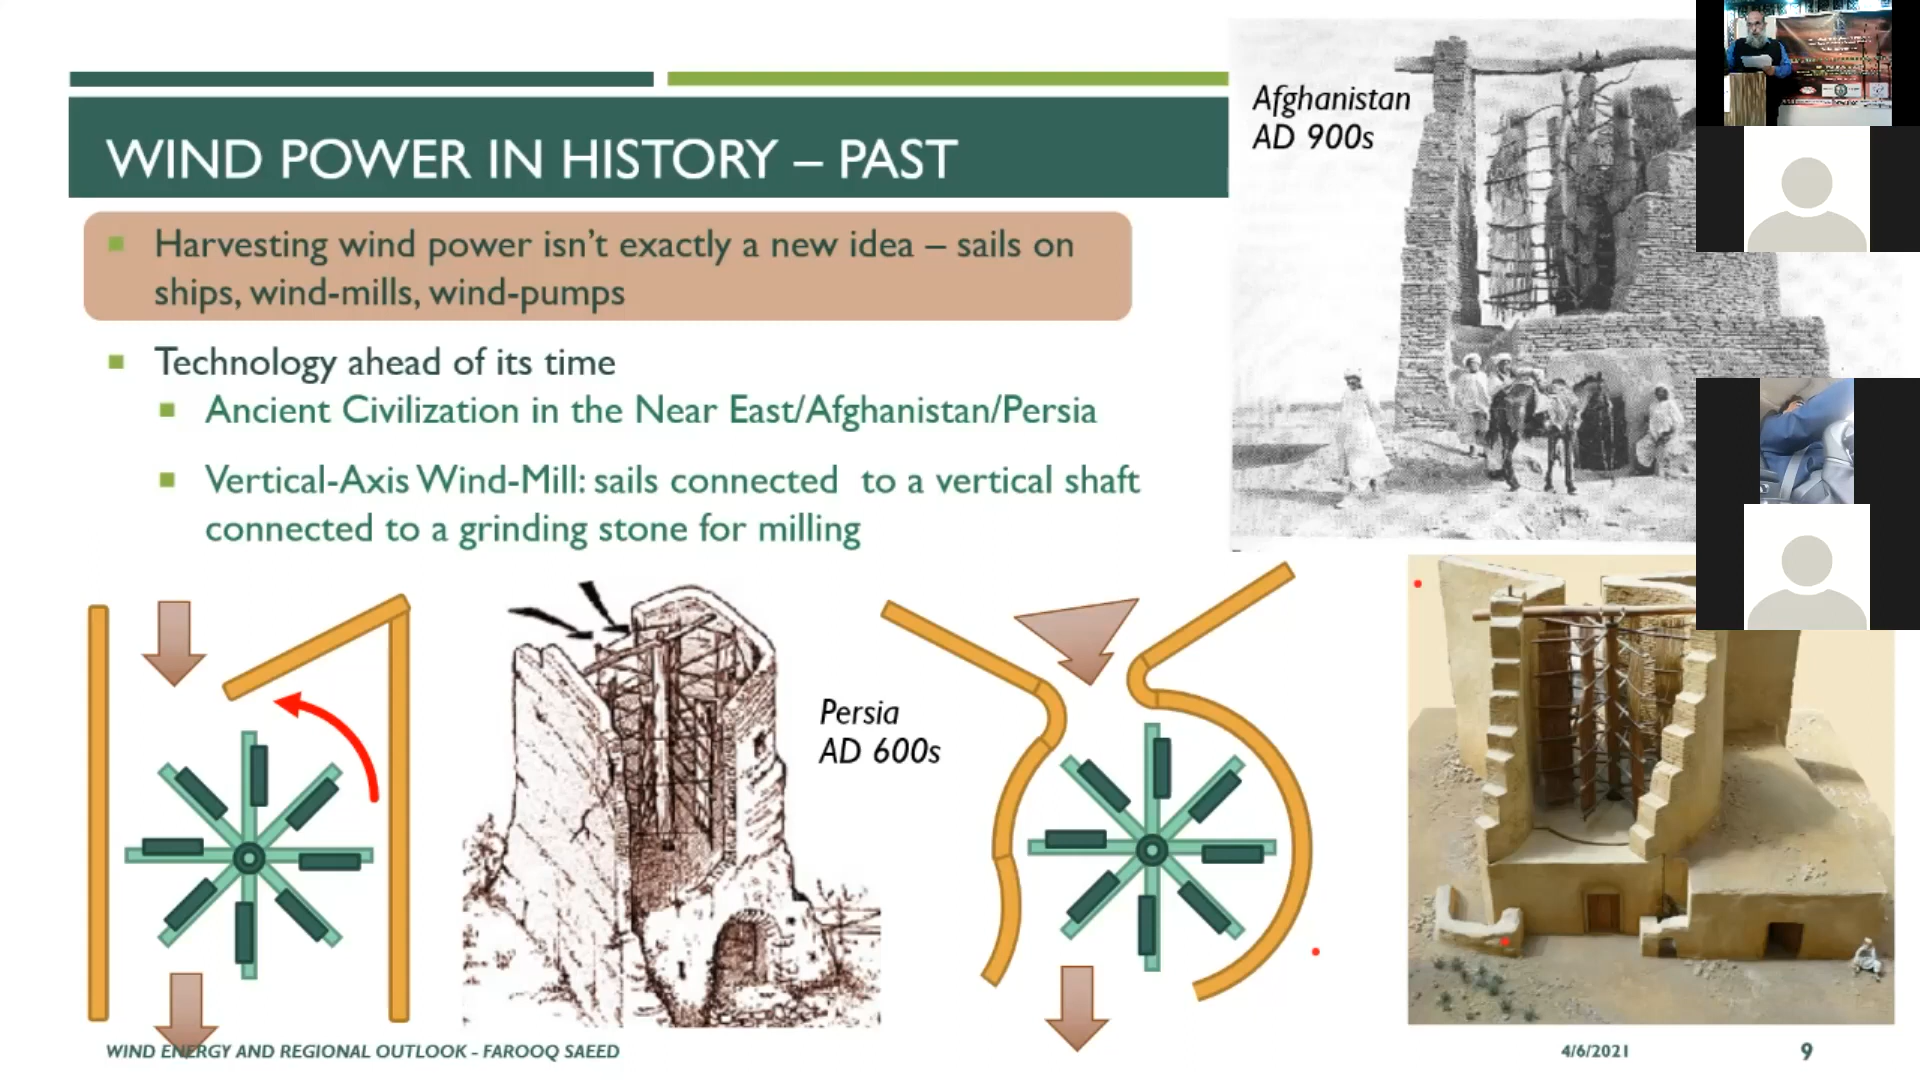 WIND POWER IN HISTORY – PAST
Afghanistan
AD 900s
Harvesting wind power isn't exactly a new idea – sails on
ships, wind-mills, wind-pumps
Technology ahead of its time
Ancient Civilization in the Near East/Afghanistan/Persia
Vertical-Axis Wind-Mill: sails connected to a vertical shaft
connected to a grinding stone for milling
Persia
AD 600s
WIND ENERGY AND REGIONAL OUTLOOK - FAROOQ SAEED
4/6/2021
9